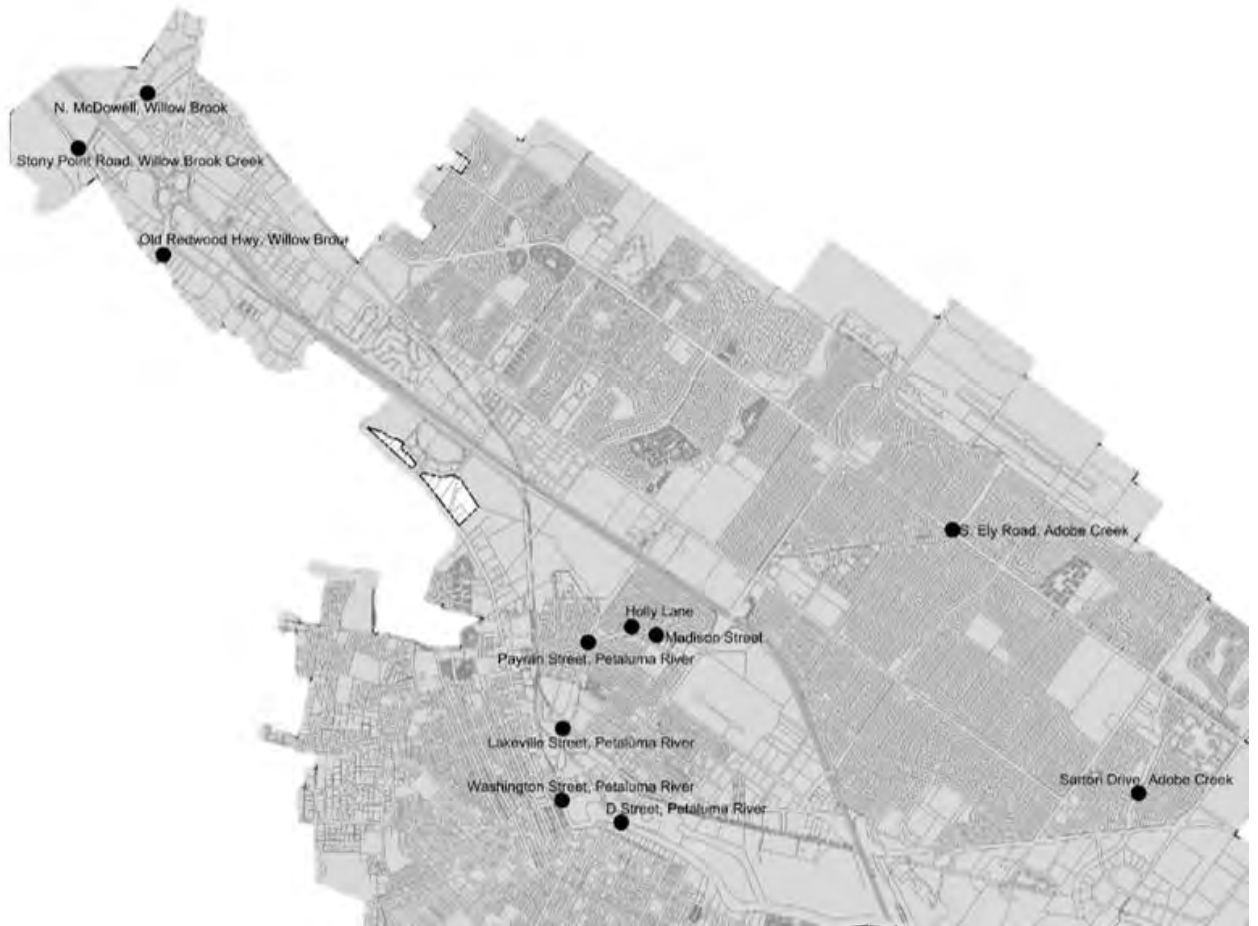 N. McDowell, Willow Brook
Stony Point Road, Willow Brook Creek
Old Redwood Hwy, Willow Brow
S. Ely Road, Adobe Creek
Holly Lane
Madison Street
Payran Street, Petaluma River
Lakeville Street, Petaluma River
Washington Street, Petaluma River
D Street, Petaluma River
Sartori Drive, Adobe Creek